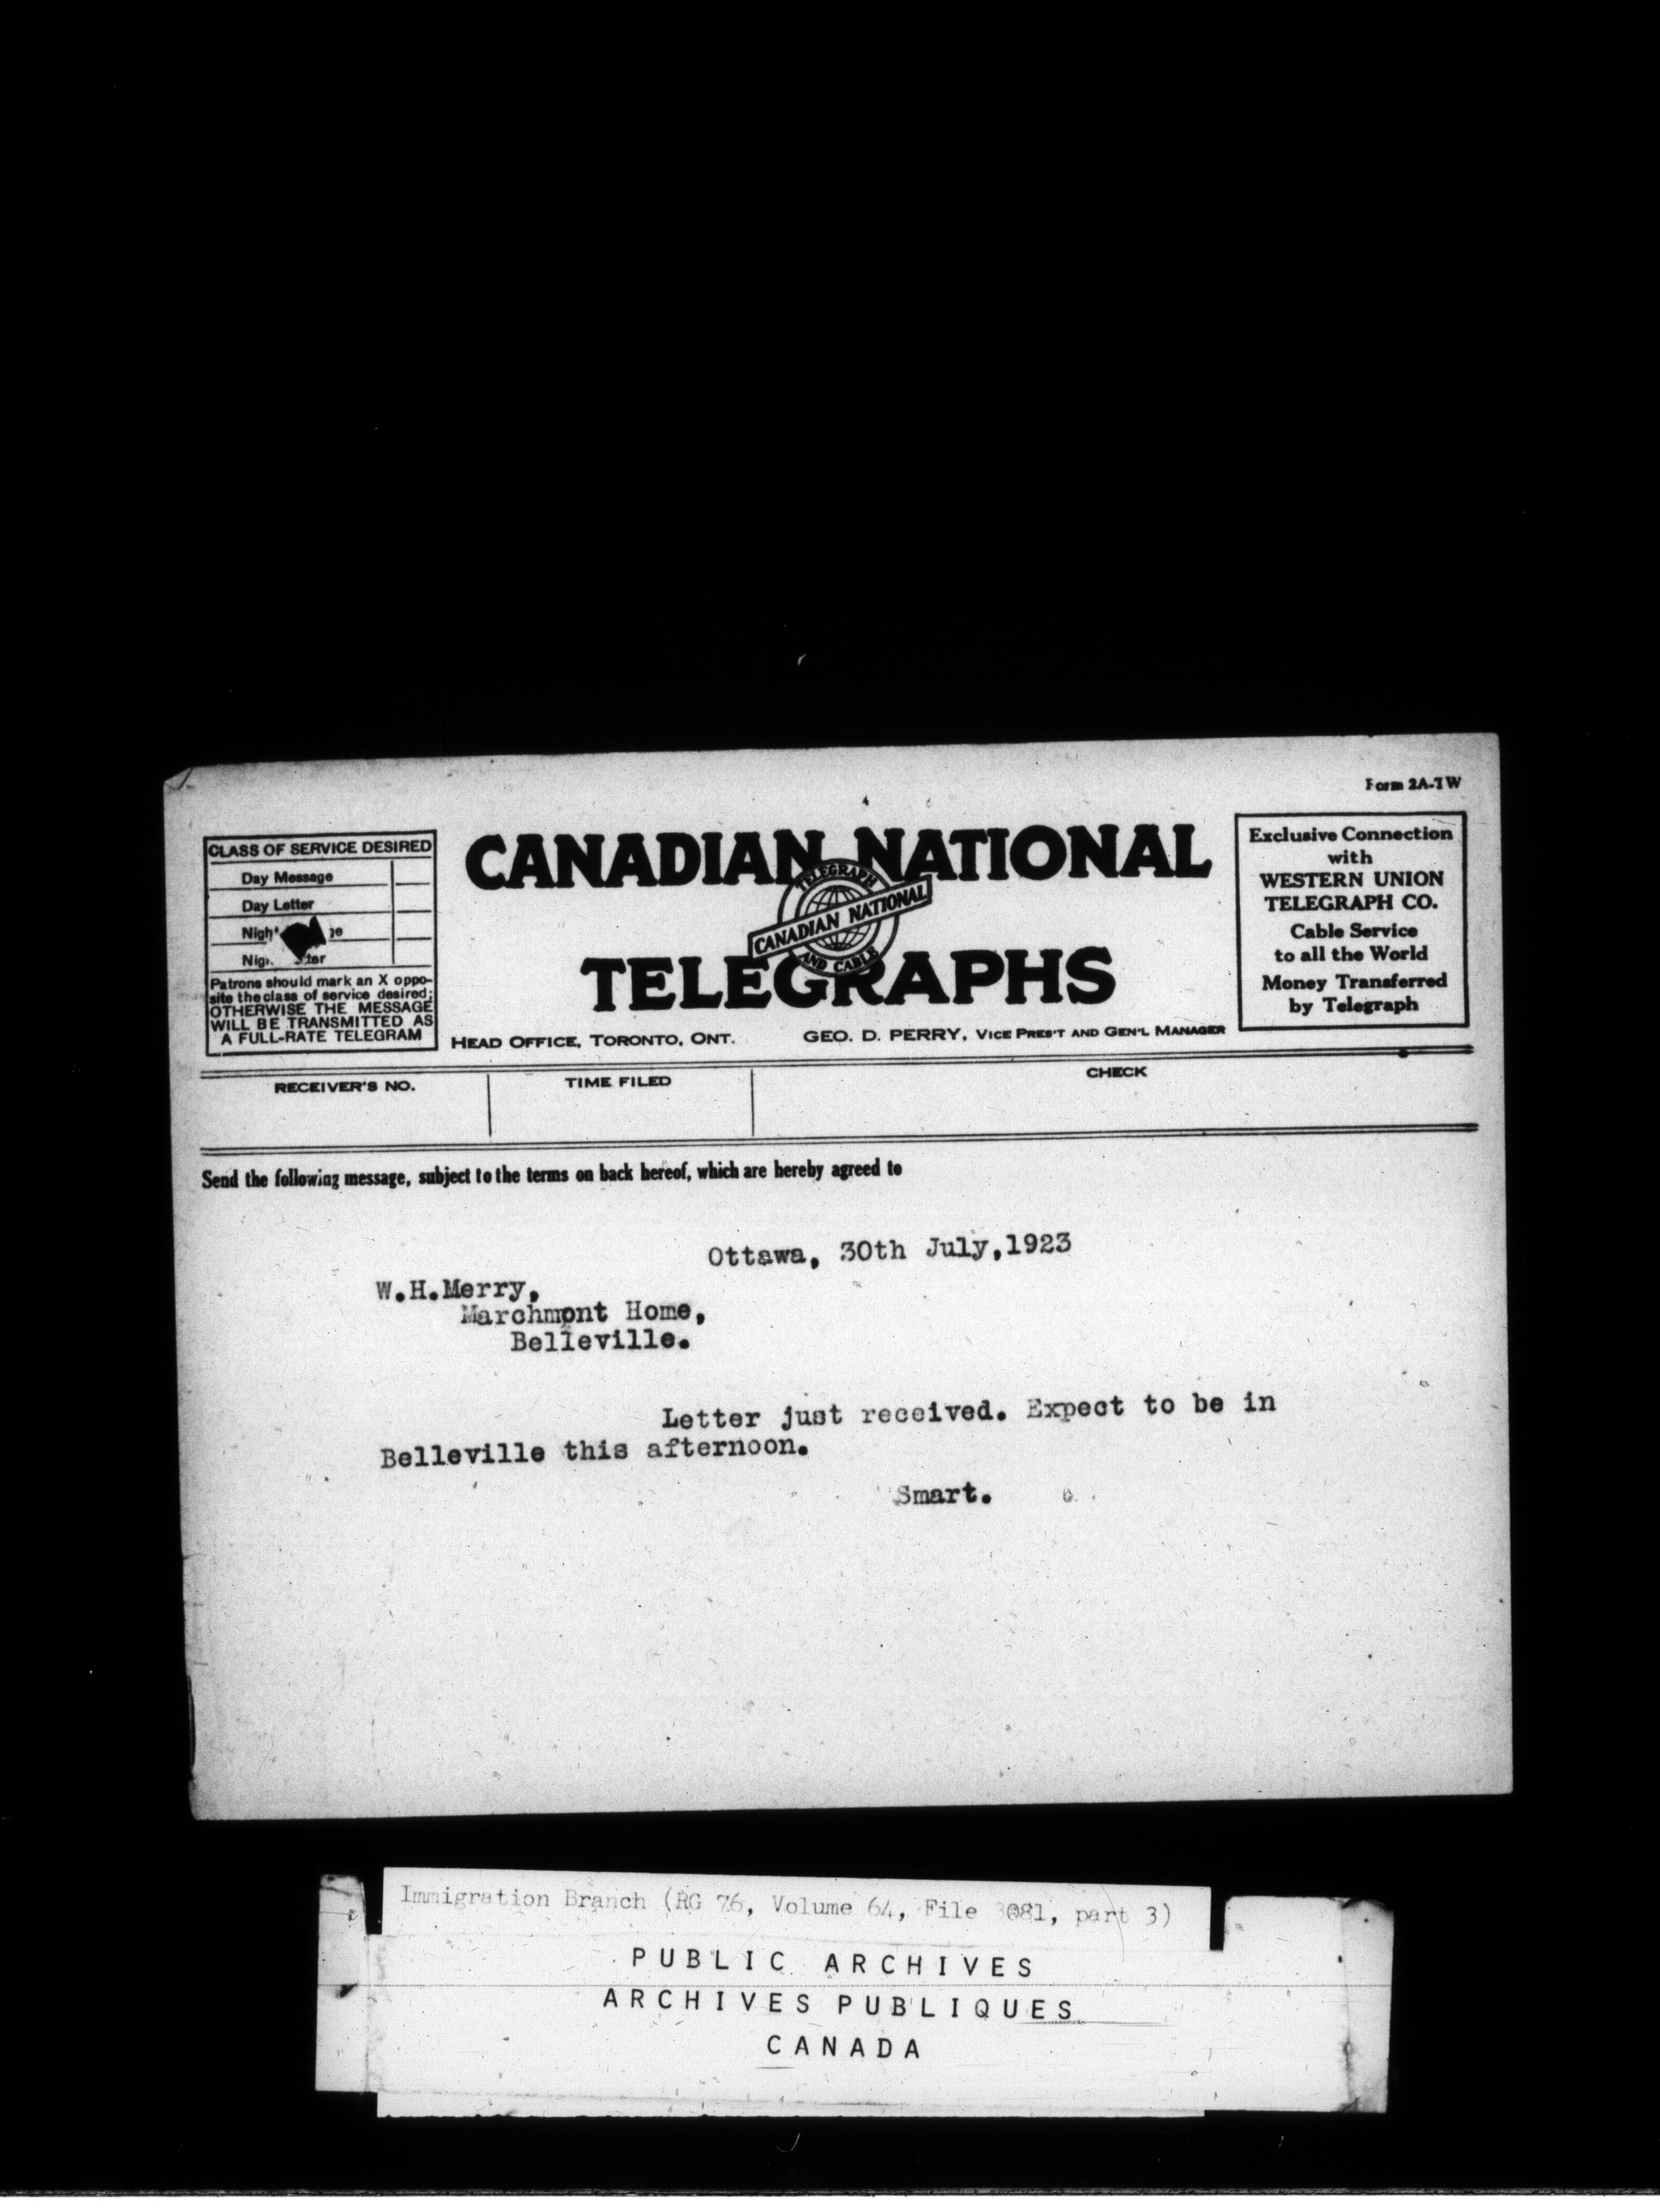 Form 2A-TW
CLASS OF SERVICE DESIRED
Day Message
Day Letter
Patrons should mark an X oppo-
site the class of service desired;
OTHERWISE THE MESSAGE
WILL BE TRANSMITTED AS
A FULL-RATE TELEGRAM
CANADIAN NATIONAL
TELEGRAPH
CANADIAN NATIONAL
AND CABLE
TELEGRAPHS
HEAD OFFICE, TORONTO, ONT. GEO. D. PERRY, VICE PRES'T AND GEN'L MANAGER
Exclusive Connection
with
WESTERN UNION
TELEGRAPH CO.
Cable Service
to all the World
Money Transferred
by Telegraph
RECEIVER'S NO. TIME FILED CHECK
Send the following message, subject to the terms on back hereof, which are hereby agreed to
Ottawa, 30th July,1923
W.H.Merry,
Marchmont Home,
Belleville.
Letter just received. Expect to be in
Belleville this afternoon.
Smart.
Immigration Branch (RG 76, Volume 64, File 3081, part 3)
PUBLIC ARCHIVES
ARCHIVES PUBLIQUES
CANADA